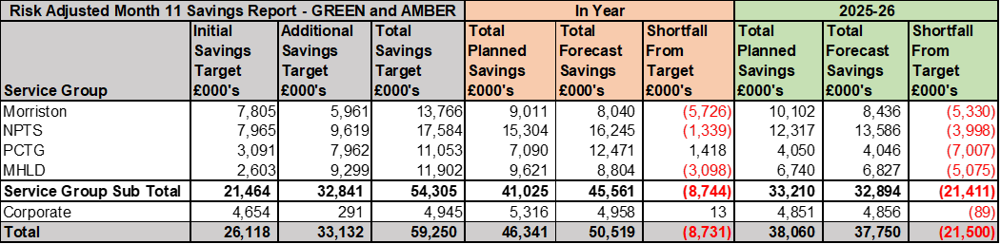 Risk Adjusted Month 11 Savings Report - GREEN and AMBER In Year 2025-26
Initial Additional Total Total Total Shortfall Total Total Shortfall
Savings Savings Savings Planned Forecast From Planned Forecast From
Target Target Target Savings Savings Target Savings Savings Target
Service Group £000's £000's £000's £000's £000's £000's £000's £000's £000's
Morriston 7,805 5,961 13,766 9,011 8,040 (5,726) 10,102 8,436 (5,330)
NPTS 7,965 9,619 17,584 15,304 16,245 (1,339) 12,317 13,586 (3,998)
PCTG 3,091 7,962 11,053 7,090 12,471 1,418 4,050 4,046 (7,007)
MHLD 2,603 9,299 11,902 9,621 8,804 (3,098) 6,740 6,827 (5,075)
Service Group Sub Total 21,464 32,841 54,305 41,025 45,561 (8,744) 33,210 32,894 (21,411)
Corporate 4,654 291 4,945 5,316 4,958 13 4,851 4,856 (89)
Total 26,118 33,132 59,250 46,341 50,519 (8,731) 38,060 37,750 (21,500)